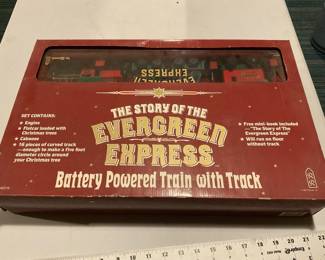 EVERGREEN
EXPRESS
THE STORY OF THE
EVERGREEN
EXPRESS
Battery Powered Train with Track
SET CONTAINS:
• Engine
• Flatcar loaded with
Christmas trees
• Caboose
• 16 pieces of curved track
—enough to make a five foot
diameter circle around
your Christmas tree
• Free mini-book included
—"The Story of The
Evergreen Express"
• Will run on floor
without track